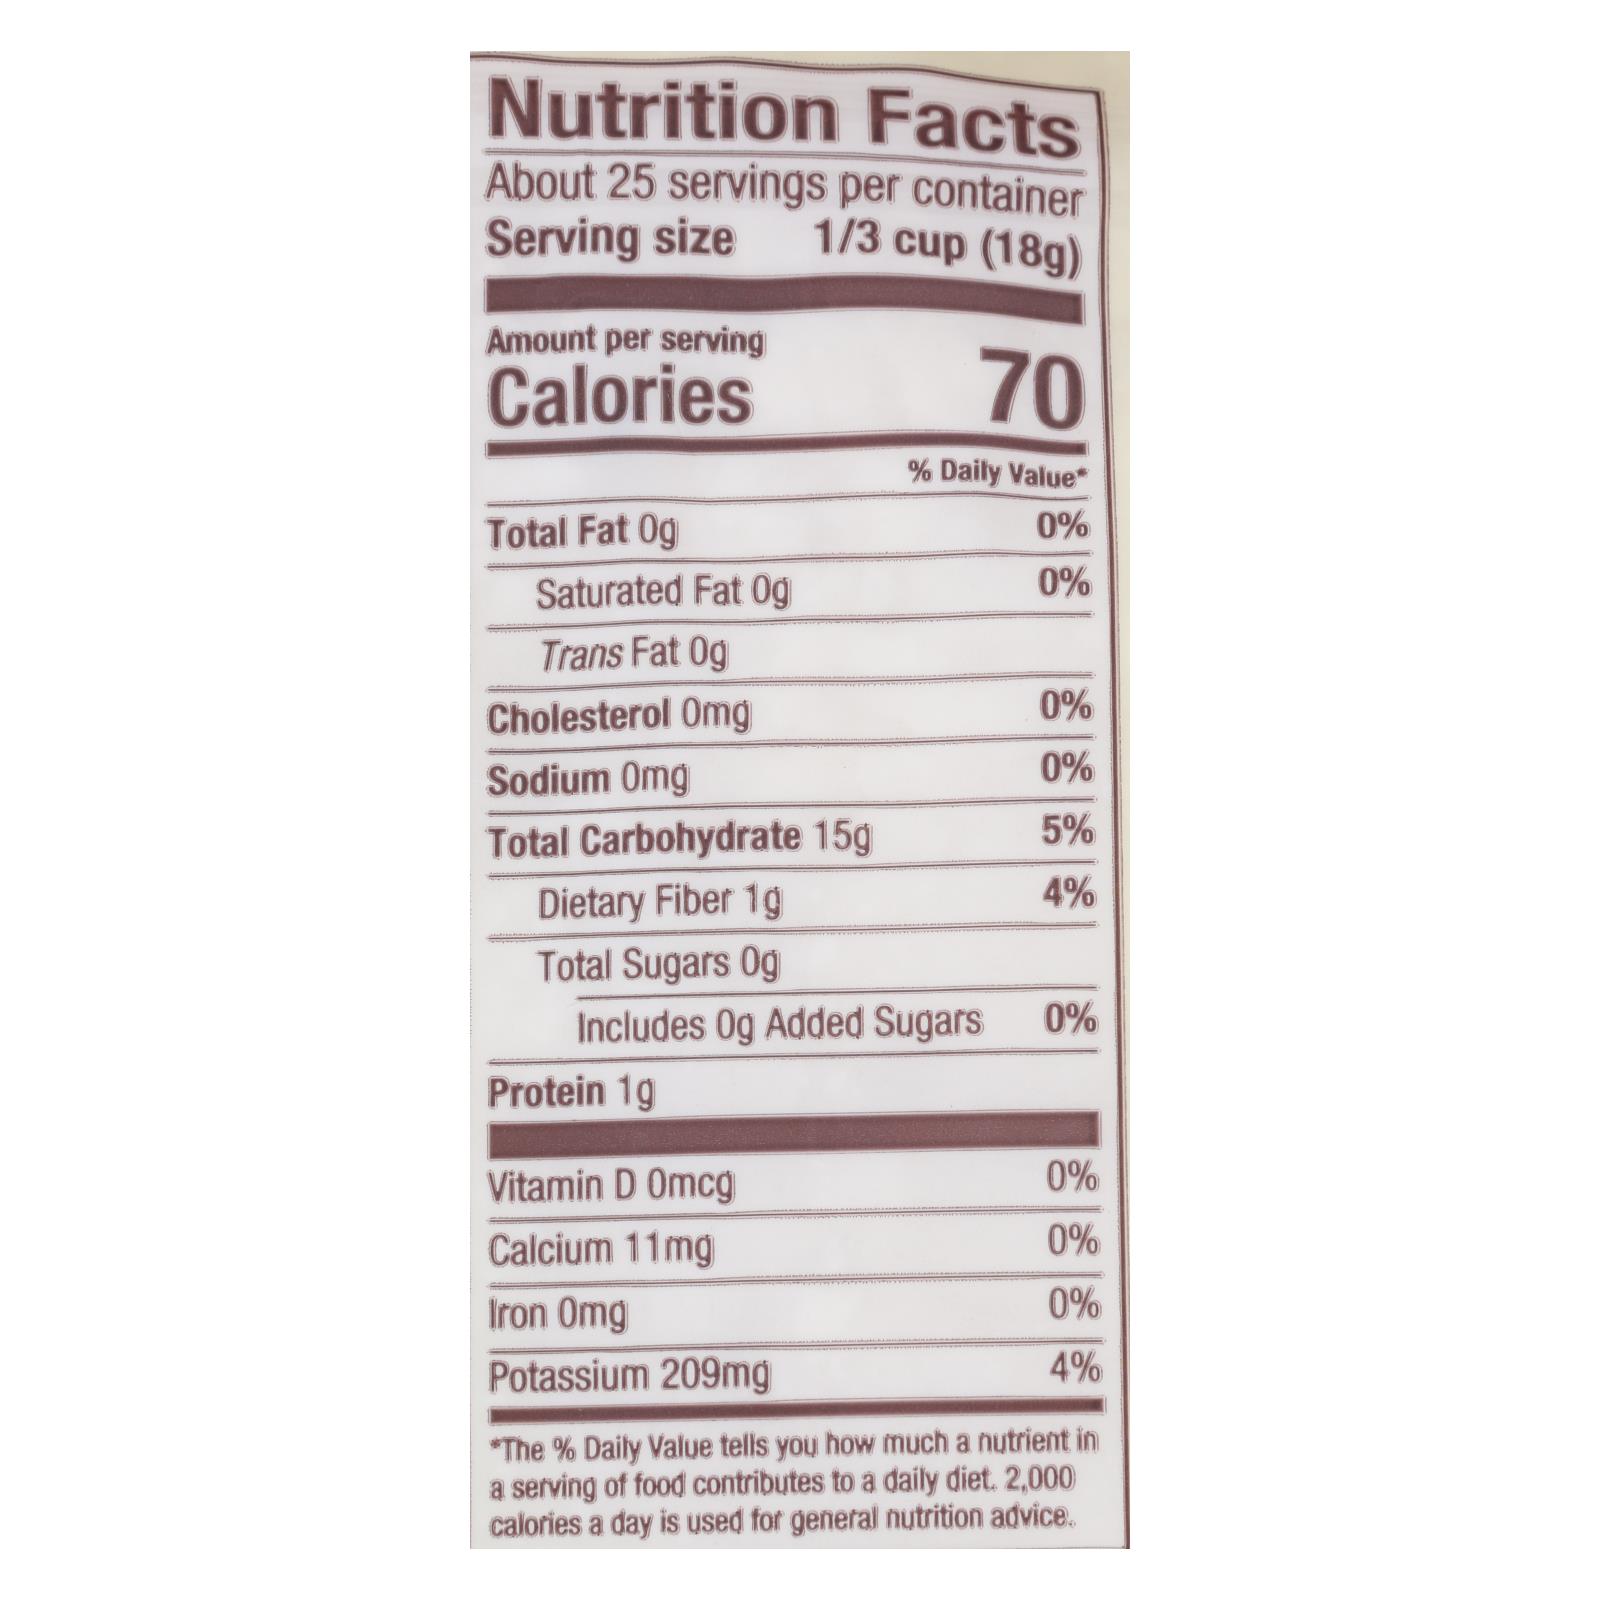 Nutrition Facts
About 25 servings per container
Serving size 1/3 cup (18g)
Amount per serving
Calories 70
% Daily Value*
Total Fat 0g 0%
Saturated Fat 0g 0%
Trans Fat 0g
Cholesterol 0mg 0%
Sodium 0mg 0%
Total Carbohydrate 15g 5%
Dietary Fiber 1g 4%
Total Sugars 0g
Includes 0g Added Sugars 0%
Protein 1g
Vitamin D 0mcg 0%
Calcium 11mg 0%
Iron 0mg 0%
Potassium 209mg 4%
*The % Daily Value tells you how much a nutrient in
a serving of food contributes to a daily diet. 2,000
calories a day is used for general nutrition advice.